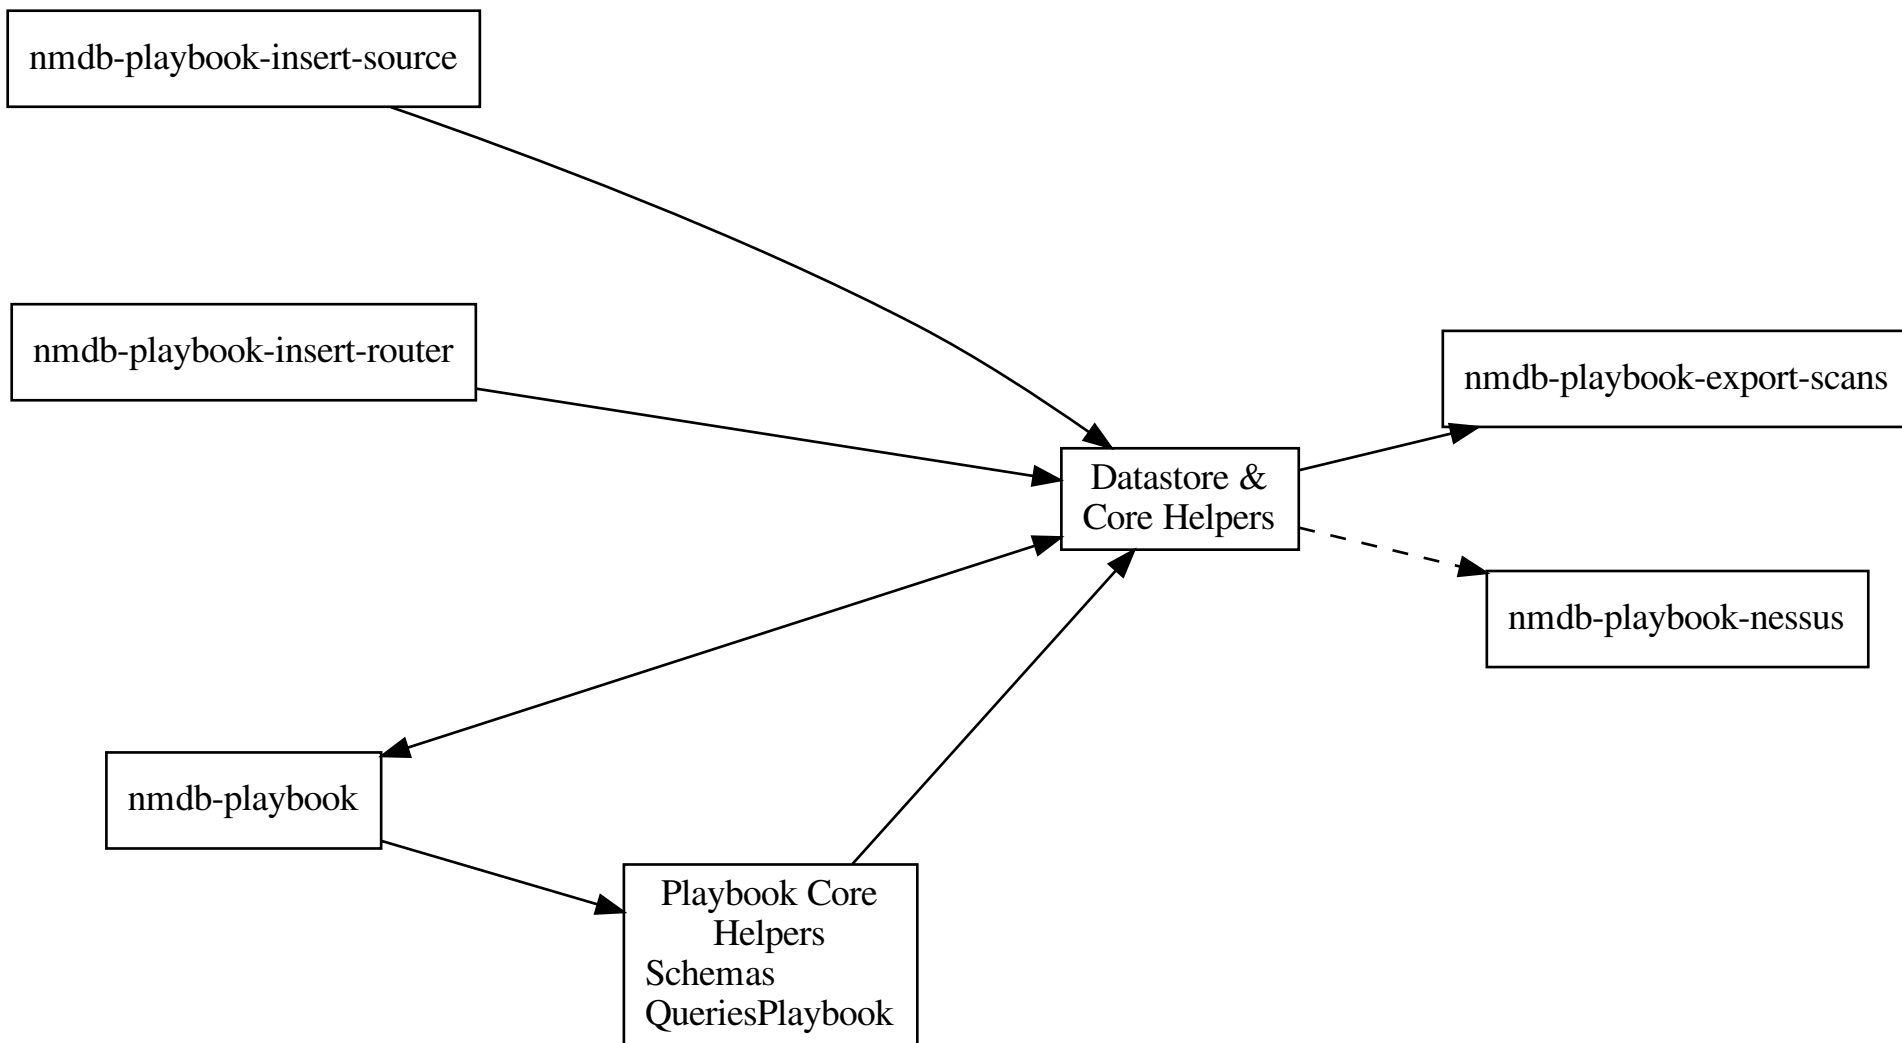 nmdb-playbook-insert-source
nmdb-playbook-insert-router
nmdb-playbook-export-scans
Datastore &
Core Helpers
nmdb-playbook-nessus
nmdb-playbook
Playbook Core
Helpers
Schemas
QueriesPlaybook